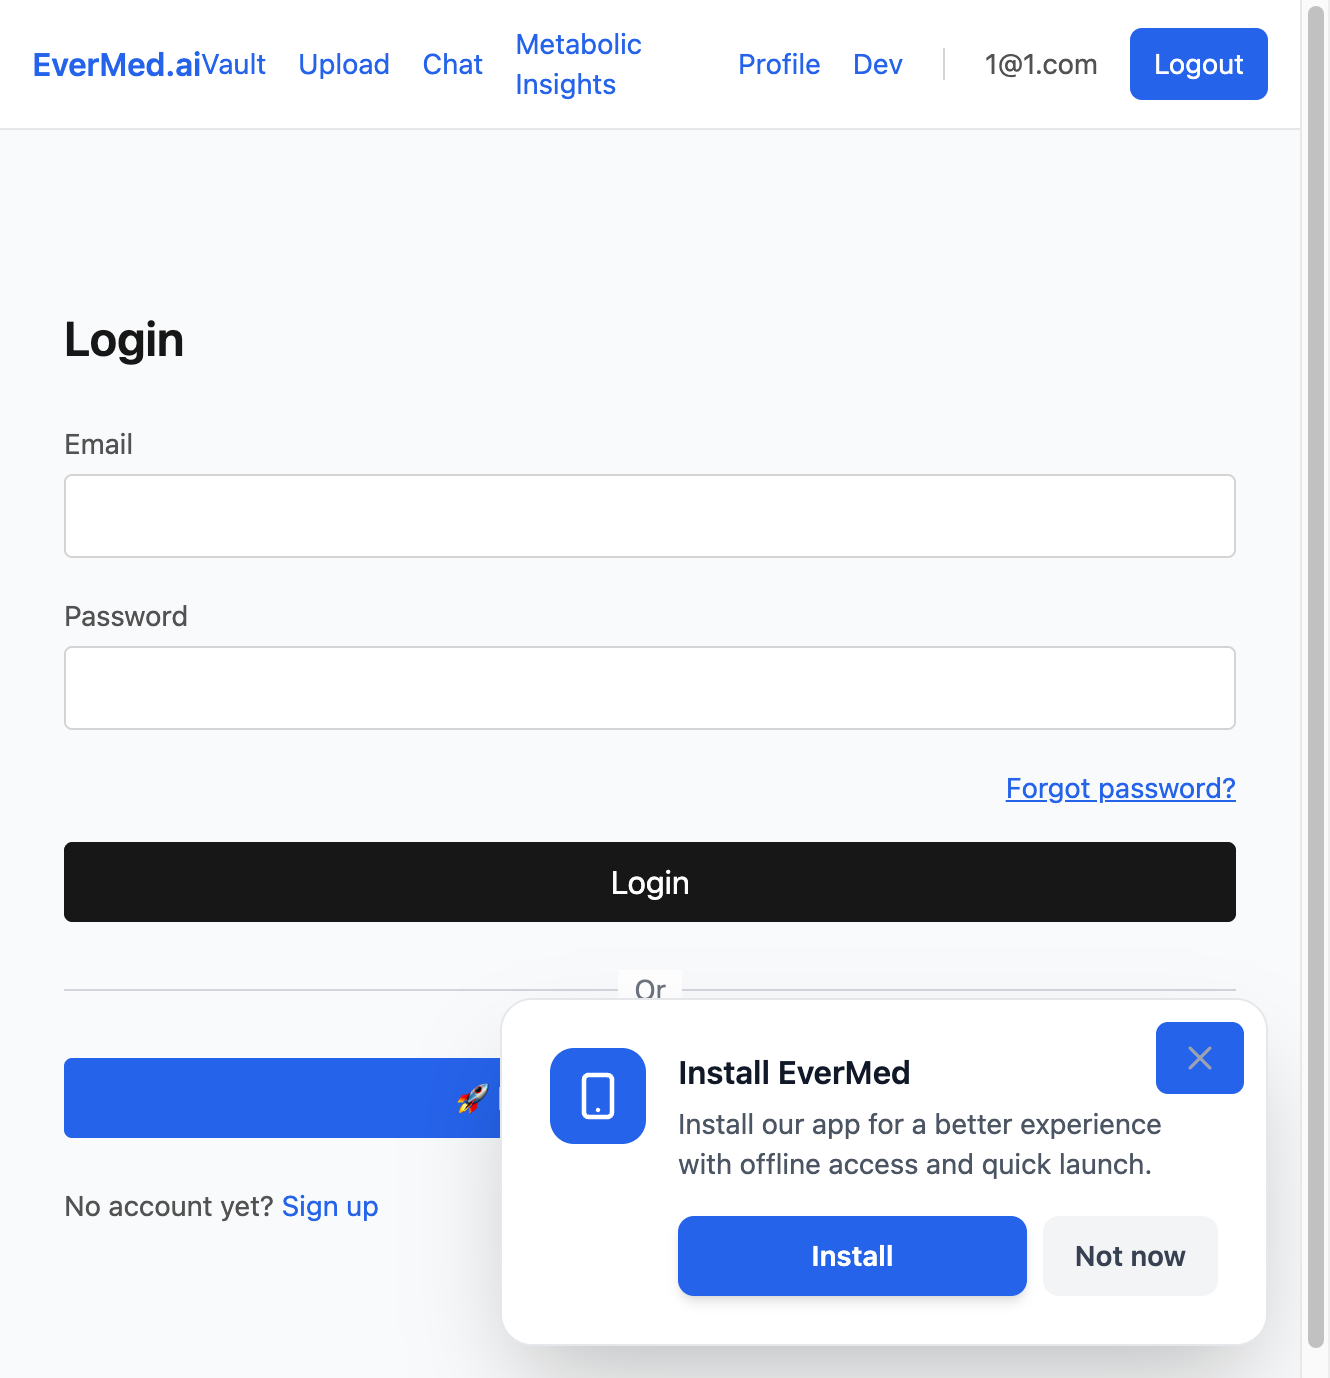 EverMed.ai Vault Upload Chat Metabolic Insights Profile Dev 1@1.com Logout
Login
Email
Password
Forgot password?
Login
Or
🚀
Install EverMed
Install our app for a better experience
with offline access and quick launch.
Install Not now
No account yet? Sign up